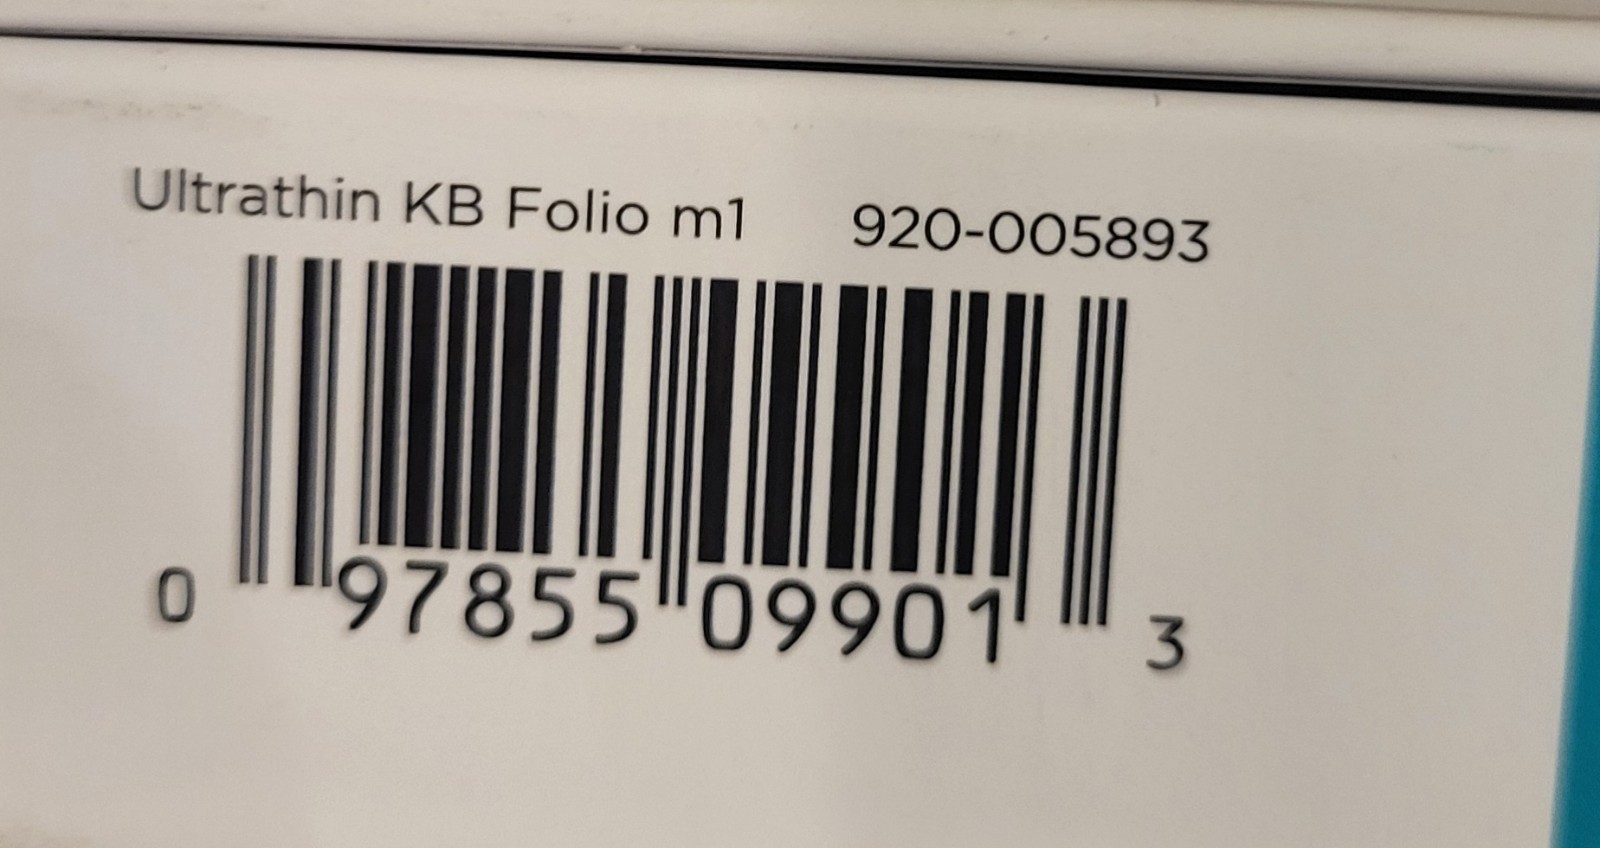 Ultrathin KB Folio m1 920-005893
0 97855 09901 3